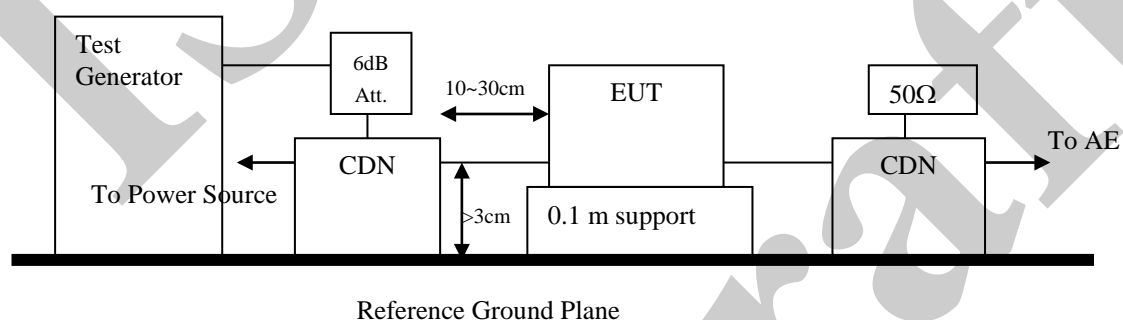 Test
Generator
6dB
Att.
10~30cm
EUT
50Ω
To AE
CDN
CDN
To Power Source
>3cm
0.1 m support
Reference Ground Plane